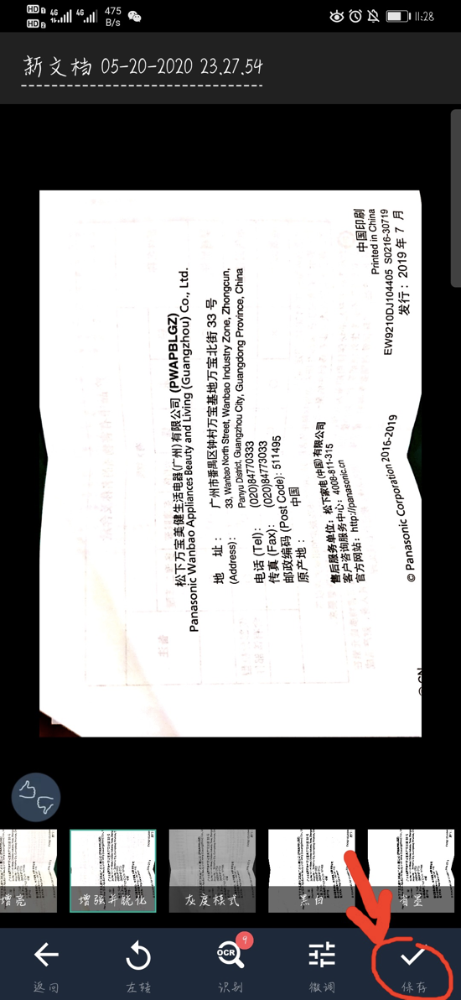 HD 1 4G 4G 475 B/s 11:28
HD 2
新文档 05-20-2020 23.27.54
松下万宝美健生活电器(广州)有限公司 (PWAPBLGZ)
Panasonic Wanbao Appliances Beauty and Living (Guangzhou) Co., Ltd.
地 址： 广州市番禺区钟村万宝基地万宝北街 33 号
(Address): 33, Wanbao North Street, Wanbao Industry Zone, Zhongcun,
Panyu District, Guangzhou City, Guangdong Province, China
电话 (Tel): (020)84770333
传真 (Fax): (020)84773033
邮政编码 (Post Code): 511495
原产地： 中国
售后服务单位：松下家电(中国)有限公司
客户咨询服务中心：4008-811-315
官方网站：http://panasonic.cn
© Panasonic Corporation 2016-2019
中国印刷
Printed in China
EW9210DJ104405 S0216-30719
发行：2019 年 7 月
增亮 增强并锐化 灰度模式 黑白 省墨
OCR 9
返回 左转 识别 微调 保存